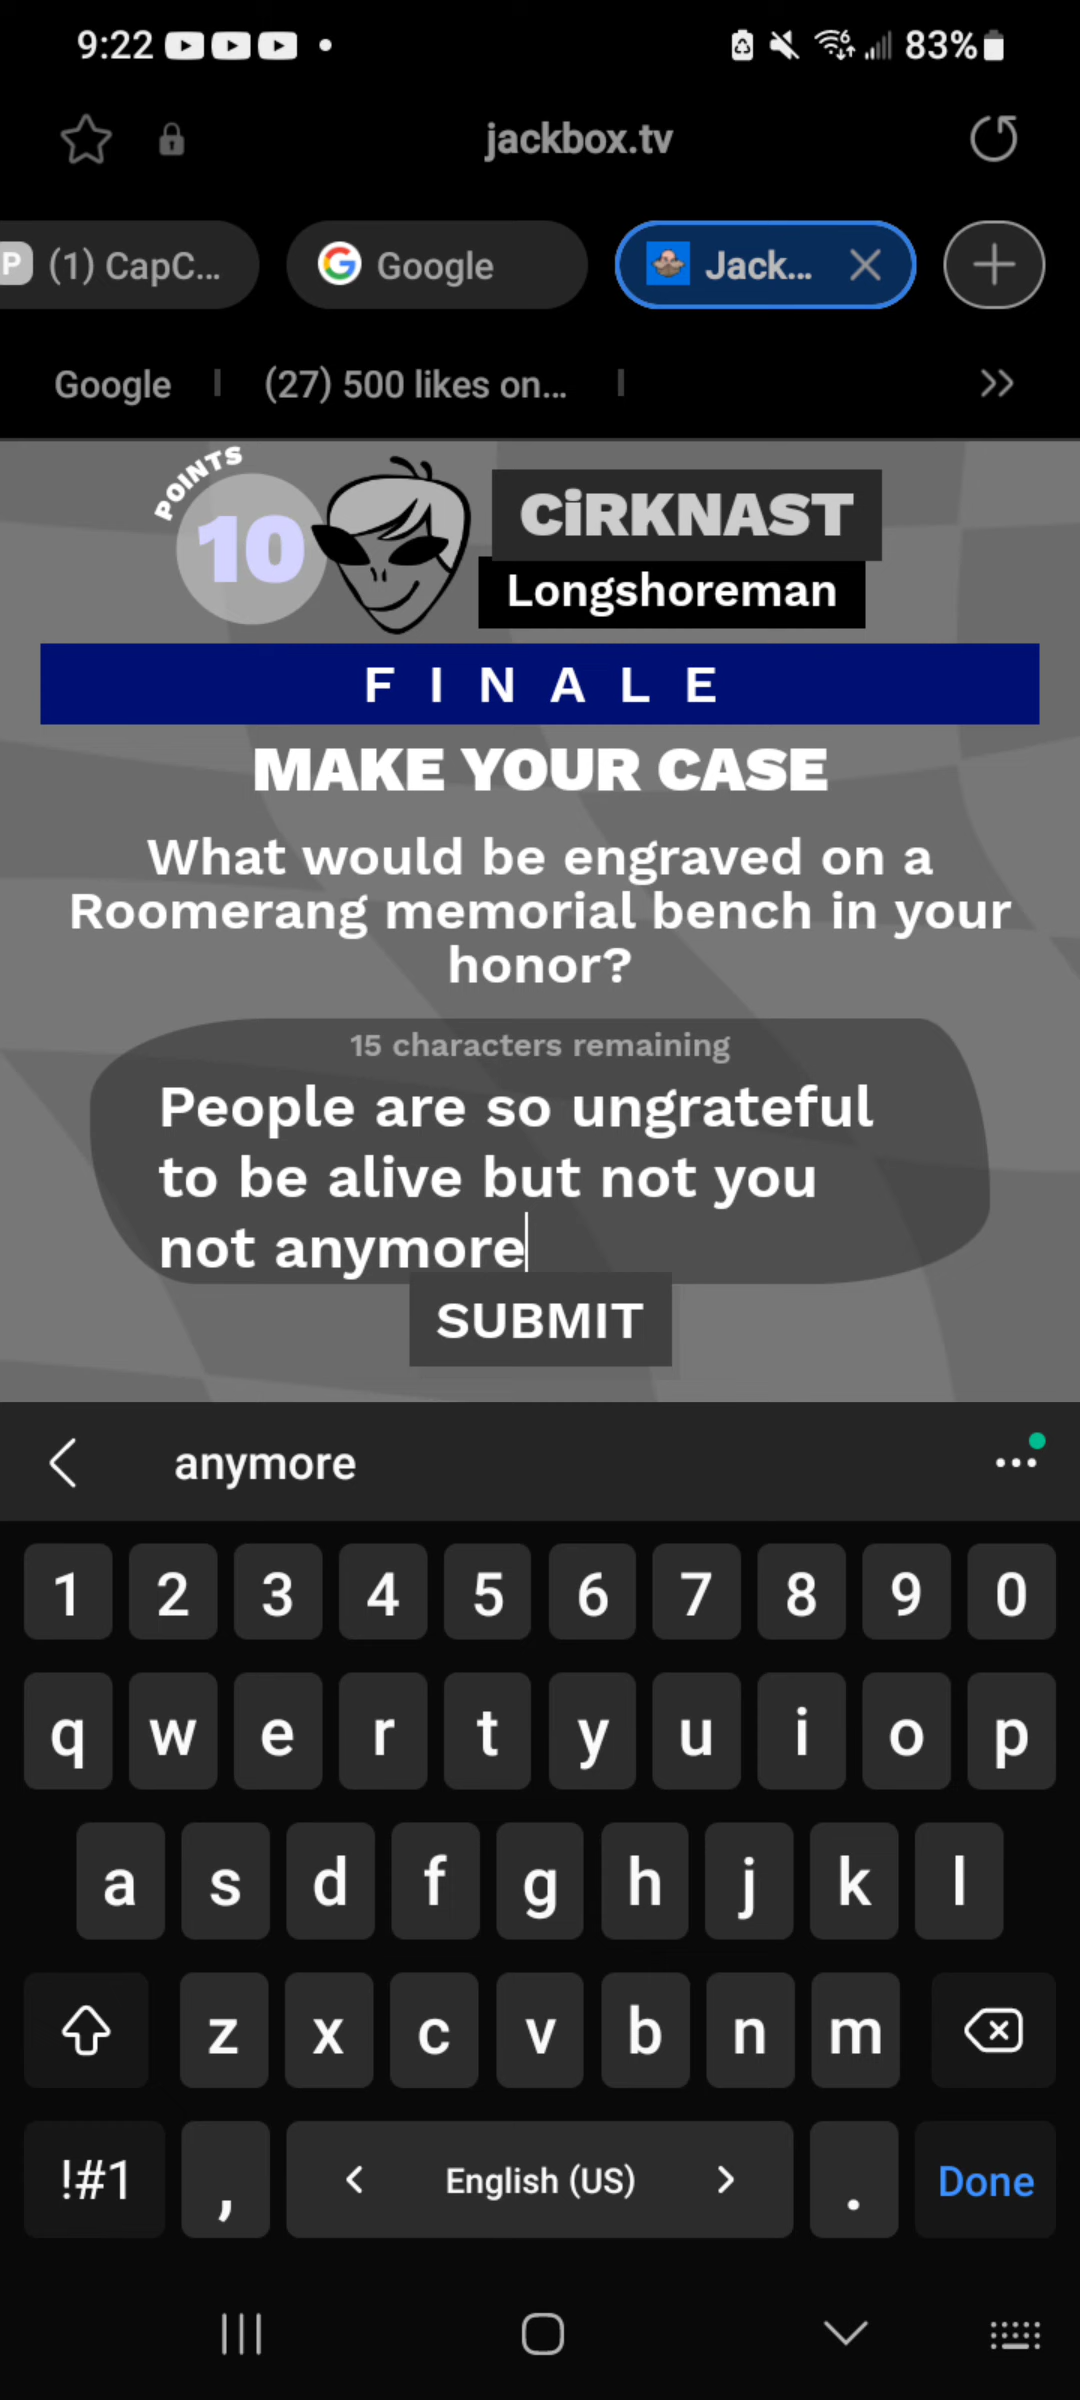 9:22 83%
jackbox.tv
P (1) CapC... Google Jack...
Google | (27) 500 likes on... |
POINTS
10
CiRKNAST
Longshoreman
FINALE
MAKE YOUR CASE
What would be engraved on a
Roomerang memorial bench in your
honor?
15 characters remaining
People are so ungrateful
to be alive but not you
not anymore
SUBMIT
anymore
1 2 3 4 5 6 7 8 9 0
q w e r t y u i o p
a s d f g h j k l
z x c v b n m
!#1 , English (US) . Done